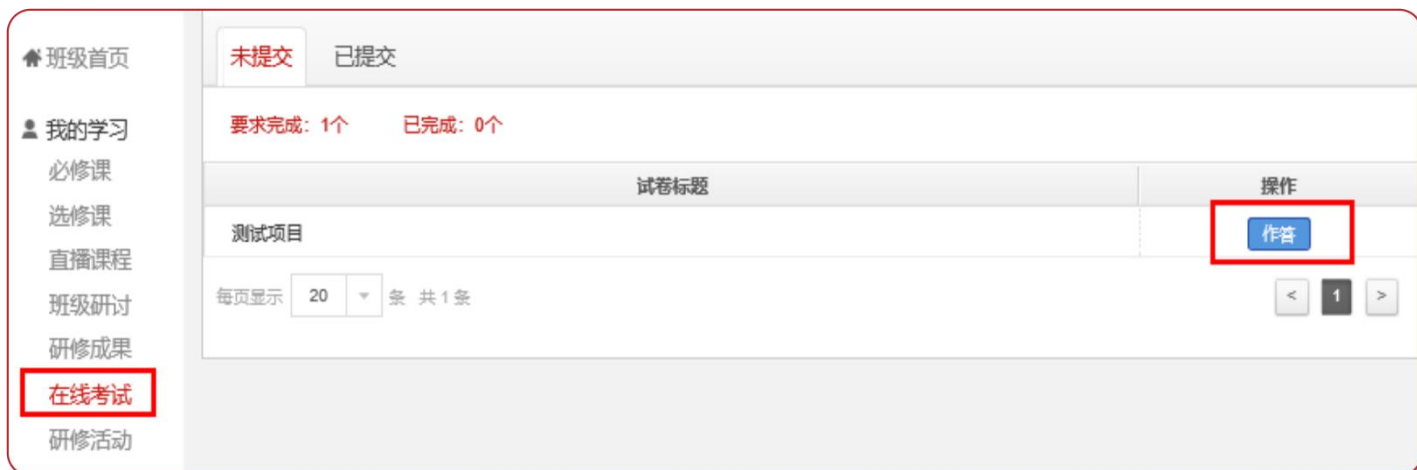 班级首页
我的学习
必修课
选修课
直播课程
班级研讨
研修成果
在线考试
研修活动
未提交 已提交
要求完成：1个 已完成：0个
试卷标题 操作
测试项目 作答
每页显示 20 条 共 1 条 < 1 >